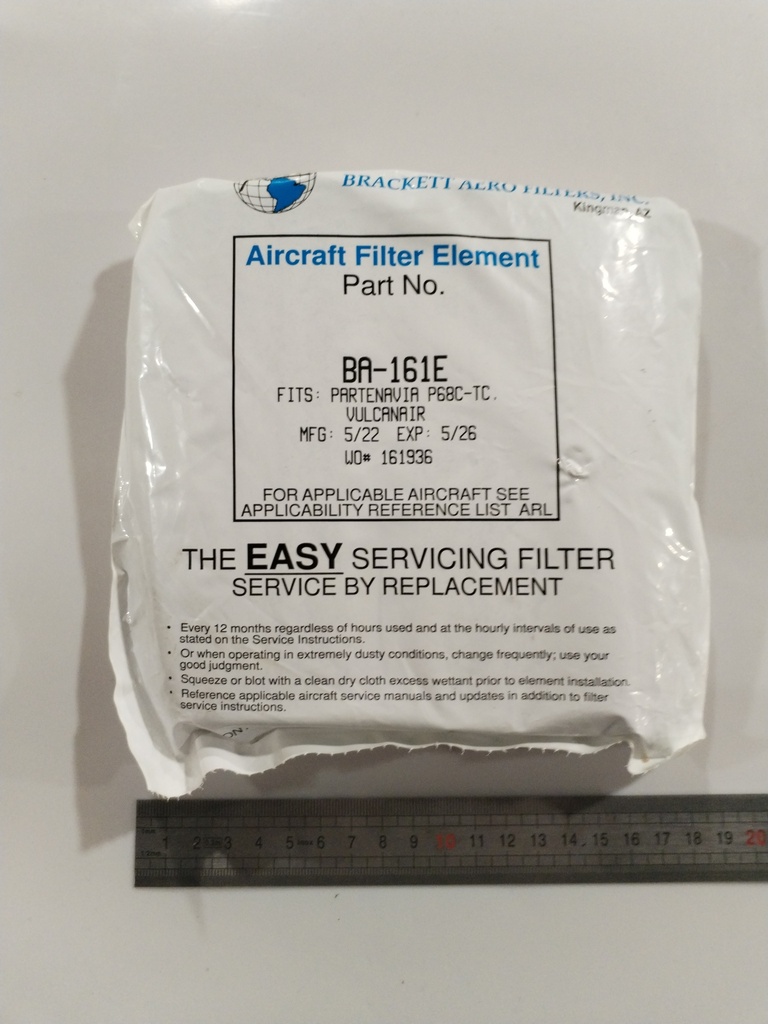 BRACKETT AERO FILTERS, INC.
Kingman, AZ
Aircraft Filter Element
Part No.
BA-161E
FITS: PARTENAVIA P68C-TC.
VULCANAIR
MFG: 5/22 EXP: 5/26
WO# 161936
FOR APPLICABLE AIRCRAFT SEE
APPLICABILITY REFERENCE LIST ARL
THE EASY SERVICING FILTER
SERVICE BY REPLACEMENT
• Every 12 months regardless of hours used and at the hourly intervals of use as
stated on the Service Instructions.
• Or when operating in extremely dusty conditions, change frequently; use your
good judgment.
• Squeeze or blot with a clean dry cloth excess wettant prior to element installation.
• Reference applicable aircraft service manuals and updates in addition to filter
service instructions.
1 2 3 4 5 6 7 8 9 10 11 12 13 14 15 16 17 18 19 20